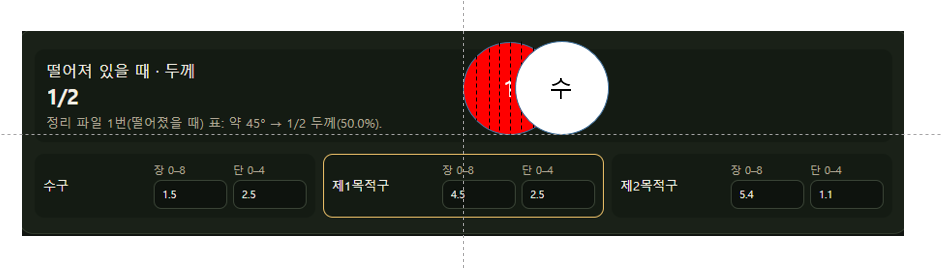 떨어져 있을 때 · 두께
1/2
정리 파일 1번(떨어졌을 때) 표: 약 45° → 1/2 두께(50.0%).
수
수구
장 0–8
단 0–4
1.5
2.5
제1목적구
장 0–8
단 0–4
4.5
2.5
제2목적구
장 0–8
단 0–4
5.4
1.1